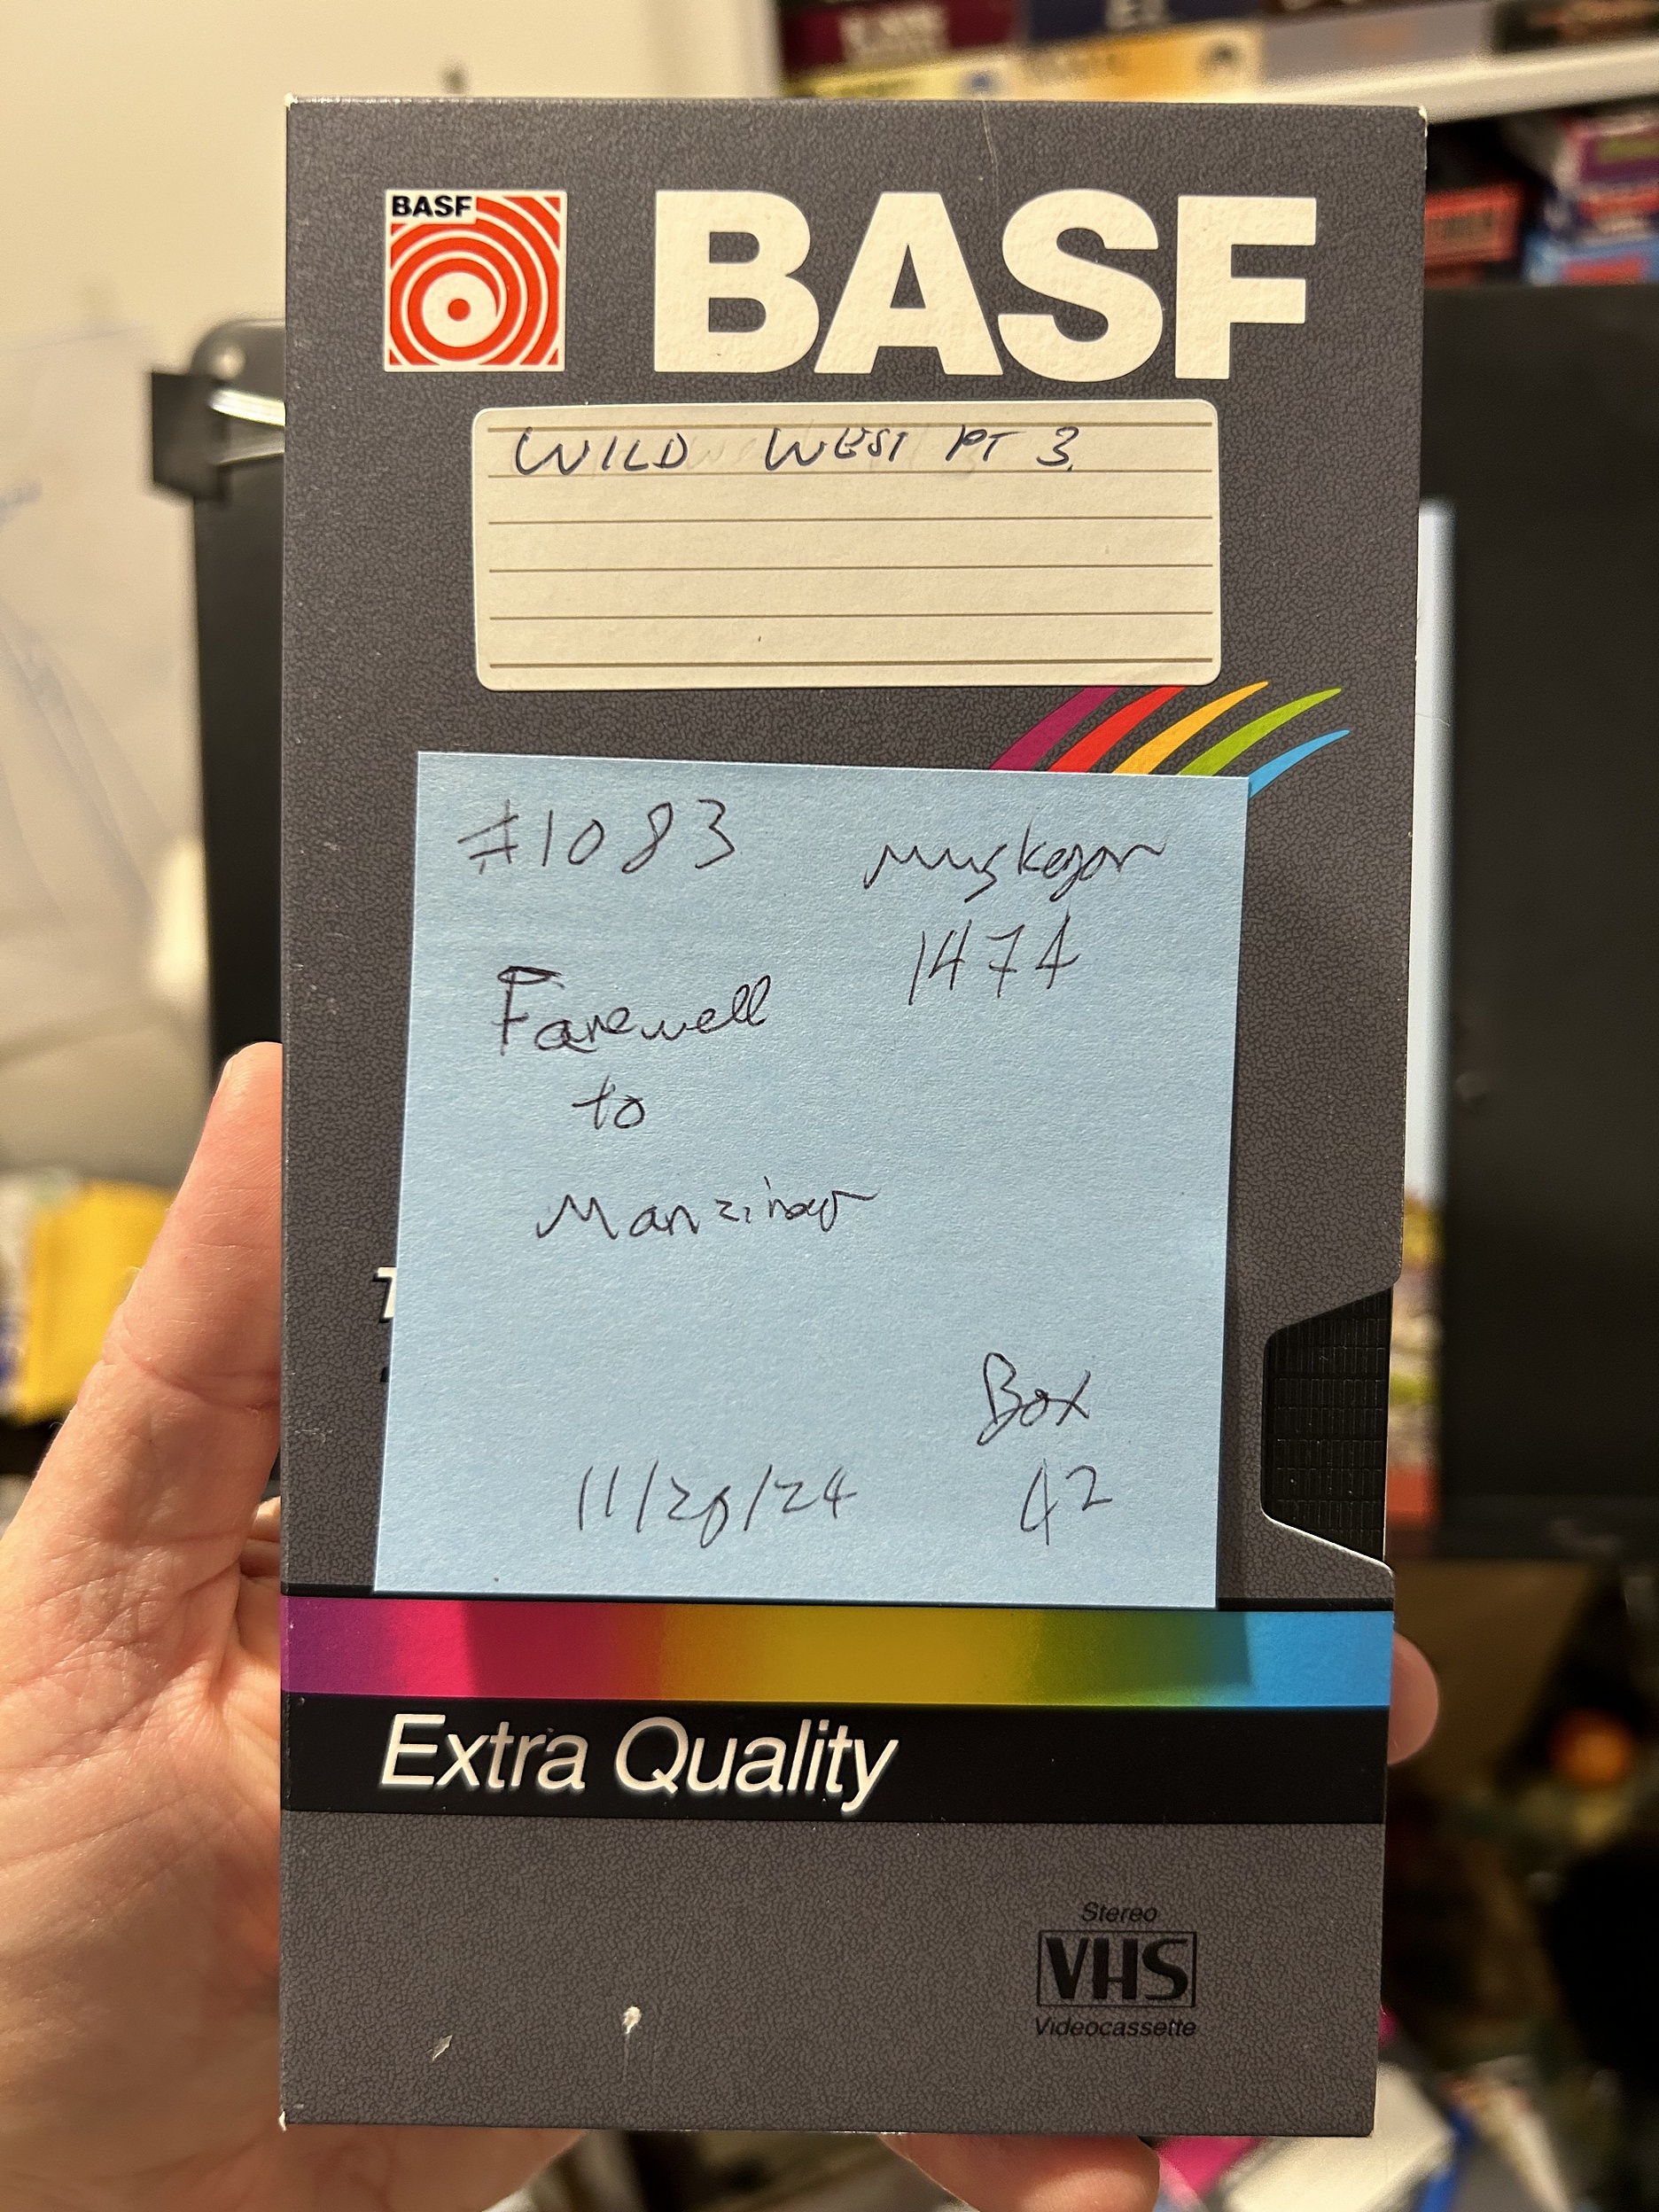 BASF
BASF
WILD WEST PT 3
#1083
Muskegon
1474
Farewell
to
Manzinar
Box
42
11/20/24
Extra Quality
Stereo
VHS
Videocassette